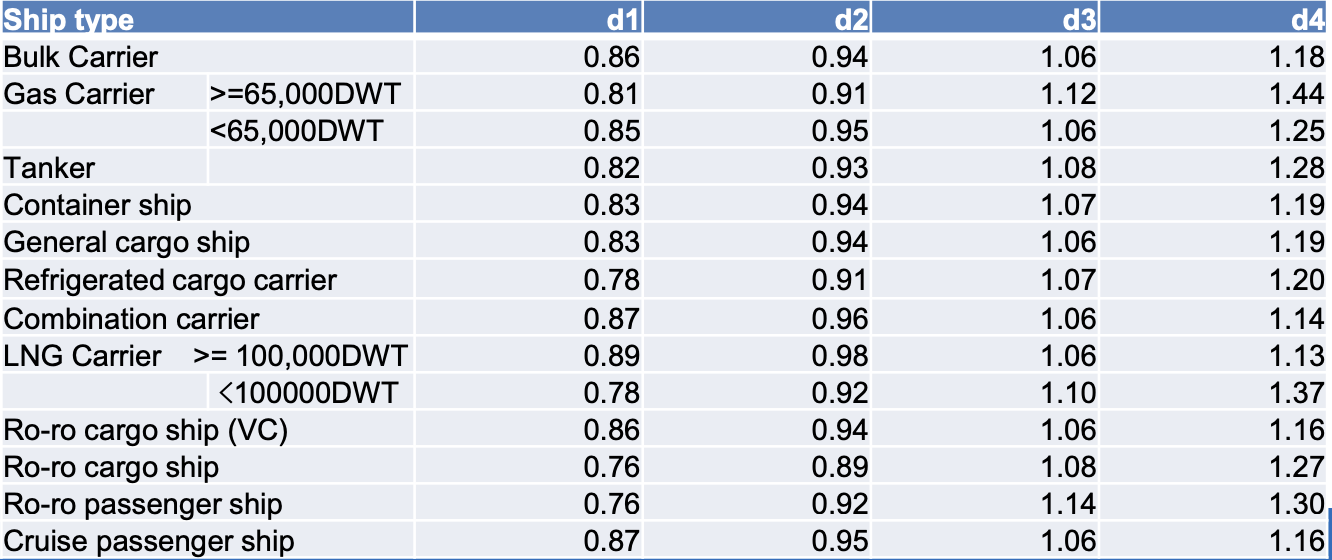 Ship type d1 d2 d3 d4
Bulk Carrier 0.86 0.94 1.06 1.18
Gas Carrier >=65,000DWT 0.81 0.91 1.12 1.44
<65,000DWT 0.85 0.95 1.06 1.25
Tanker 0.82 0.93 1.08 1.28
Container ship 0.83 0.94 1.07 1.19
General cargo ship 0.83 0.94 1.06 1.19
Refrigerated cargo carrier 0.78 0.91 1.07 1.20
Combination carrier 0.87 0.96 1.06 1.14
LNG Carrier >= 100,000DWT 0.89 0.98 1.06 1.13
<100000DWT 0.78 0.92 1.10 1.37
Ro-ro cargo ship (VC) 0.86 0.94 1.06 1.16
Ro-ro cargo ship 0.76 0.89 1.08 1.27
Ro-ro passenger ship 0.76 0.92 1.14 1.30
Cruise passenger ship 0.87 0.95 1.06 1.16